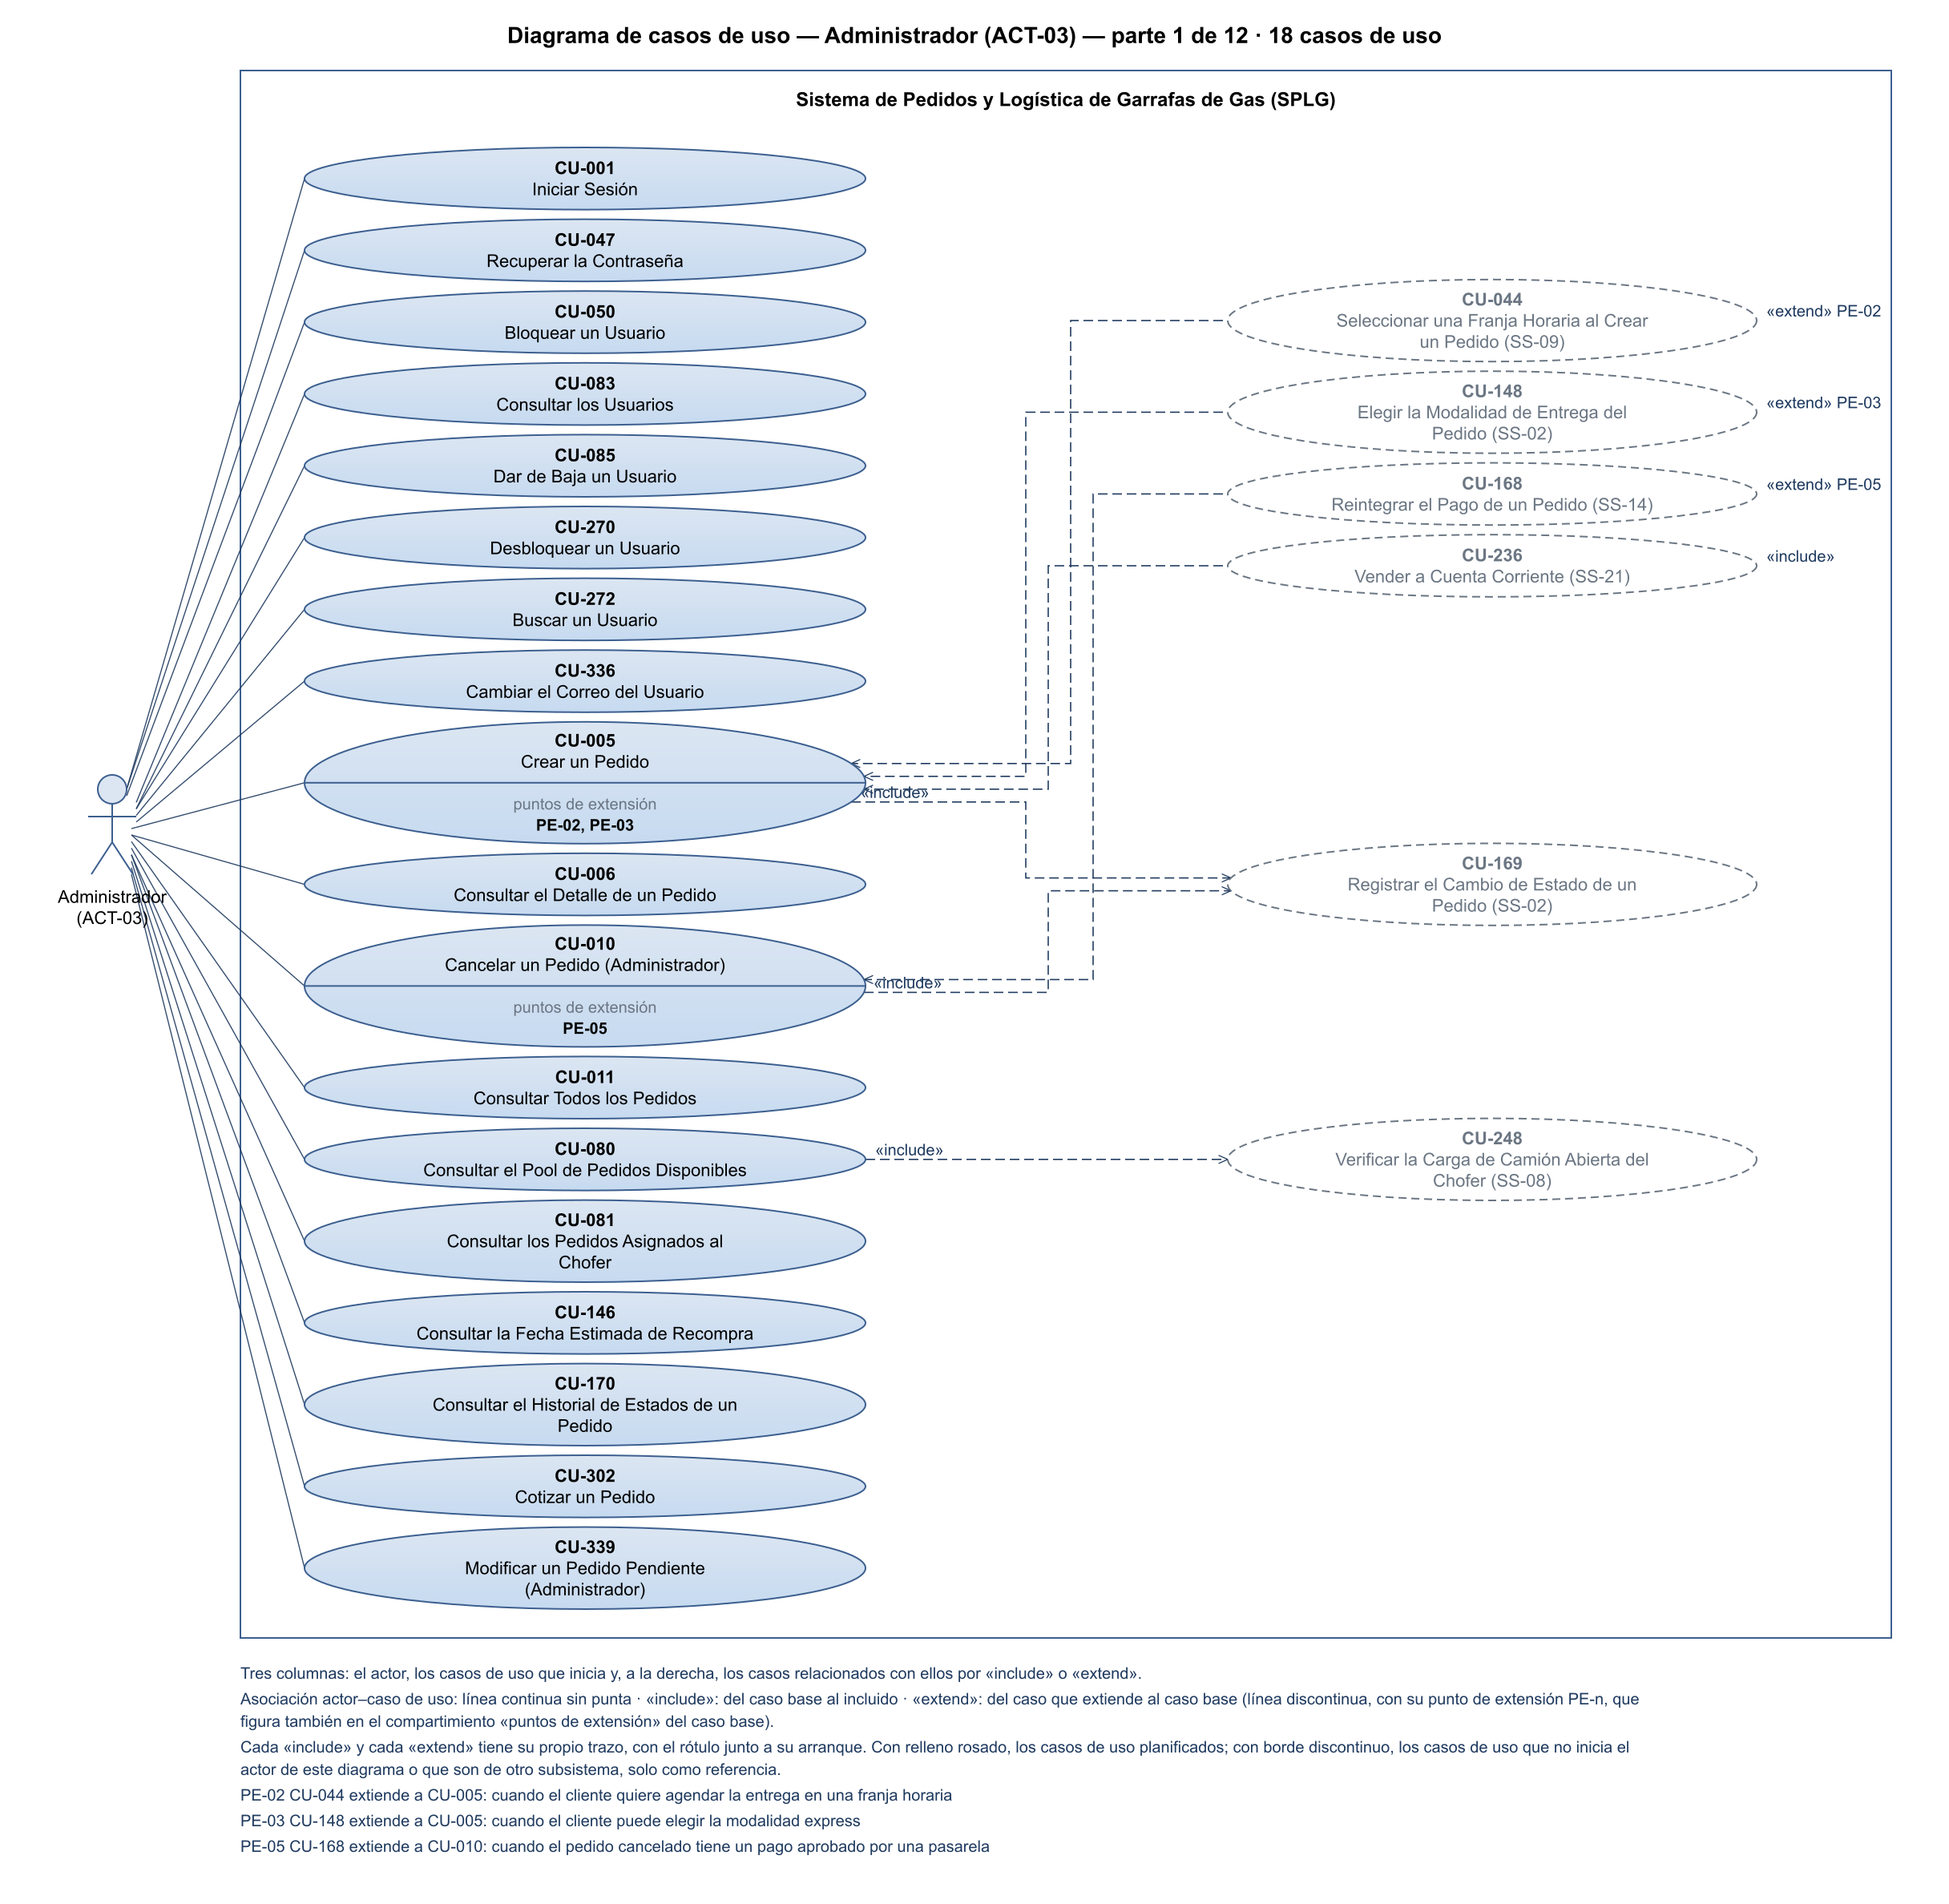 Diagrama de casos de uso — Administrador (ACT-03) — parte 1 de 12 · 18 casos de uso
Sistema de Pedidos y Logística de Garrafas de Gas (SPLG)
CU-001
Iniciar Sesión
CU-047
Recuperar la Contraseña
CU-050
Bloquear un Usuario
CU-083
Consultar los Usuarios
CU-085
Dar de Baja un Usuario
CU-270
Desbloquear un Usuario
CU-272
Buscar un Usuario
CU-336
Cambiar el Correo del Usuario
CU-005
Crear un Pedido
puntos de extensión
PE-02, PE-03
CU-006
Consultar el Detalle de un Pedido
CU-010
Cancelar un Pedido (Administrador)
puntos de extensión
PE-05
CU-011
Consultar Todos los Pedidos
CU-080
Consultar el Pool de Pedidos Disponibles
CU-081
Consultar los Pedidos Asignados al
Chofer
CU-146
Consultar la Fecha Estimada de Recompra
CU-170
Consultar el Historial de Estados de un
Pedido
CU-302
Cotizar un Pedido
CU-339
Modificar un Pedido Pendiente
(Administrador)
Administrador
(ACT-03)
«include»
«include»
«include»
CU-044
Seleccionar una Franja Horaria al Crear
un Pedido (SS-09)
«extend» PE-02
CU-148
Elegir la Modalidad de Entrega del
Pedido (SS-02)
«extend» PE-03
CU-168
Reintegrar el Pago de un Pedido (SS-14)
«extend» PE-05
CU-236
Vender a Cuenta Corriente (SS-21)
«include»
CU-169
Registrar el Cambio de Estado de un
Pedido (SS-02)
CU-248
Verificar la Carga de Camión Abierta del
Chofer (SS-08)
Tres columnas: el actor, los casos de uso que inicia y, a la derecha, los casos relacionados con ellos por «include» o «extend».
Asociación actor–caso de uso: línea continua sin punta · «include»: del caso base al incluido · «extend»: del caso que extiende al caso base (línea discontinua, con su punto de extensión PE-n, que
figura también en el compartimiento «puntos de extensión» del caso base).
Cada «include» y cada «extend» tiene su propio trazo, con el rótulo junto a su arranque. Con relleno rosado, los casos de uso planificados; con borde discontinuo, los casos de uso que no inicia el
actor de este diagrama o que son de otro subsistema, solo como referencia.
PE-02 CU-044 extiende a CU-005: cuando el cliente quiere agendar la entrega en una franja horaria
PE-03 CU-148 extiende a CU-005: cuando el cliente puede elegir la modalidad express
PE-05 CU-168 extiende a CU-010: cuando el pedido cancelado tiene un pago aprobado por una pasarela